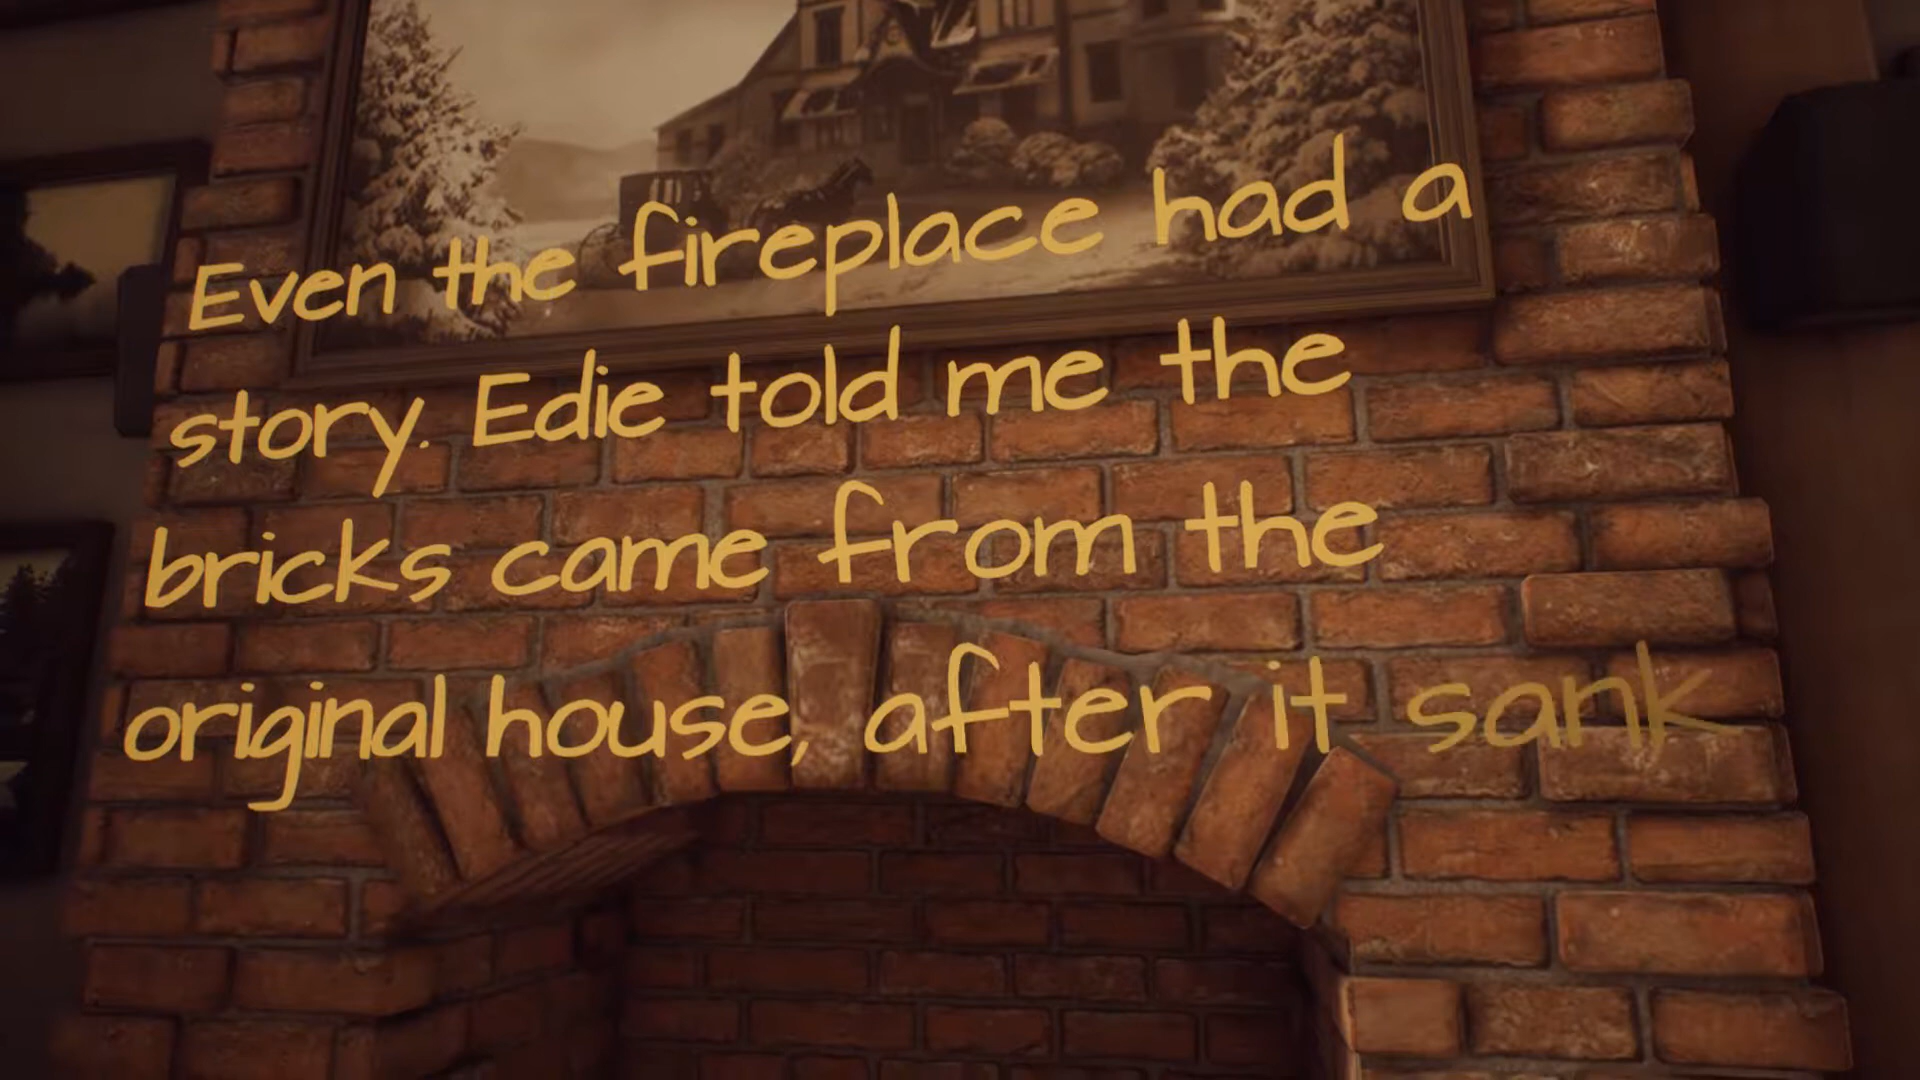 Even the fireplace had a
story. Edie told me the
bricks came from the
original house, after it sank